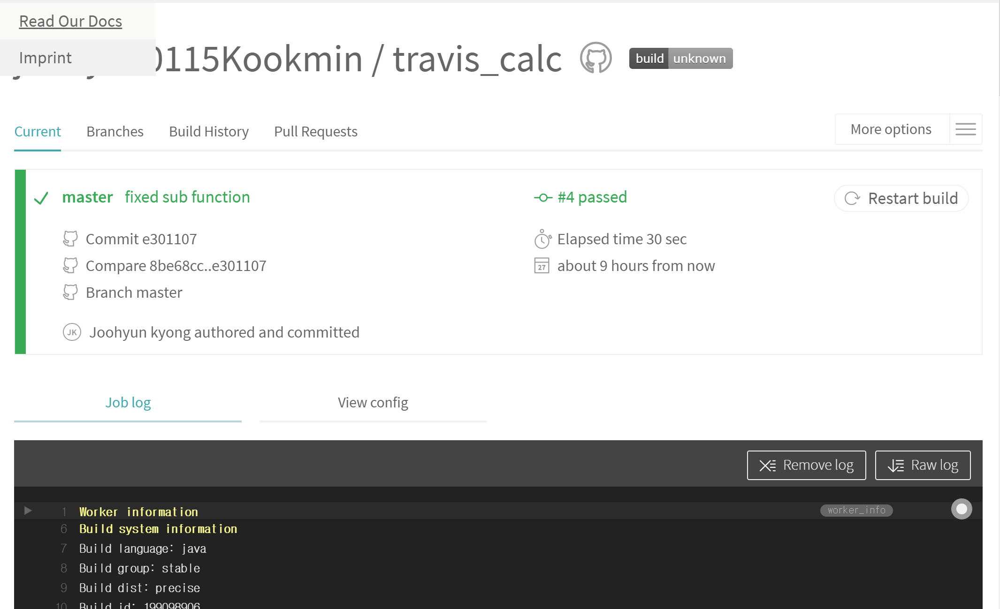 Read Our Docs
Imprint
0115Kookmin / travis_calc
build unknown
Current Branches Build History Pull Requests
More options
master fixed sub function
#4 passed
Restart build
Commit e301107
Elapsed time 30 sec
Compare 8be68cc..e301107
27 about 9 hours from now
Branch master
JK Joohyun kyong authored and committed
Job log View config
Remove log Raw log
1 Worker information worker_info
6 Build system information
7 Build language: java
8 Build group: stable
9 Build dist: precise
10 Build id: 199098906